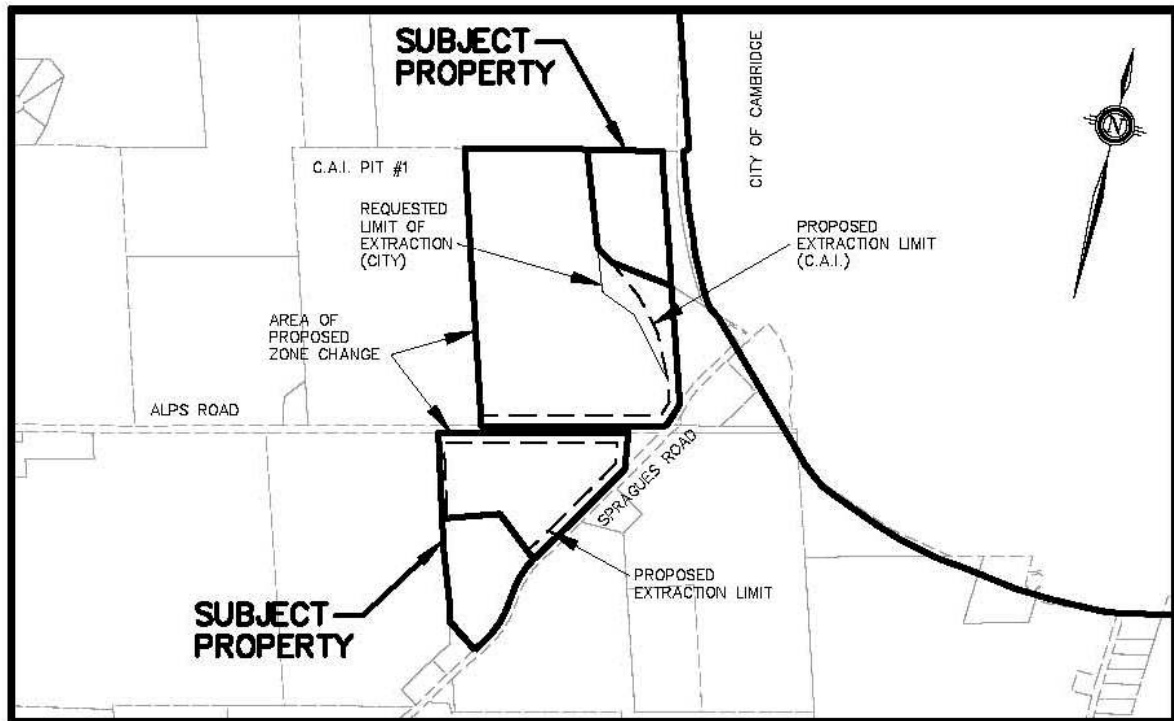 SUBJECT
PROPERTY
CITY OF CAMBRIDGE
N
C.A.I. PIT #1
REQUESTED
LIMIT OF
EXTRACTION
(CITY)
PROPOSED
EXTRACTION LIMIT
(C.A.I.)
AREA OF
PROPOSED
ZONE CHANGE
ALPS ROAD
SPRAGUES ROAD
PROPOSED
EXTRACTION LIMIT
SUBJECT
PROPERTY